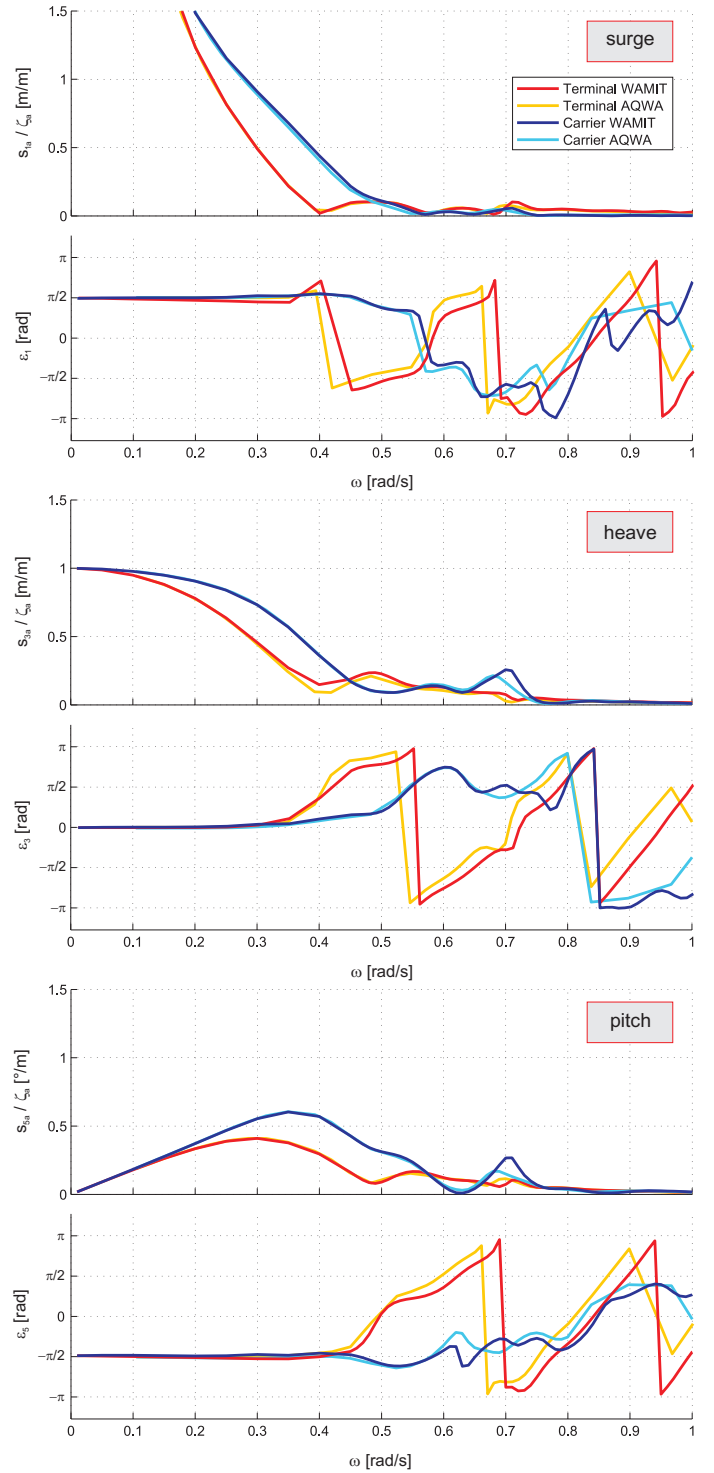 surge
1.5
1
0.5
0
s1a / ζa [m/m]
Terminal WAMIT
Terminal AQWA
Carrier WAMIT
Carrier AQWA
π
π/2
0
−π/2
−π
ε1 [rad]
0 0.1 0.2 0.3 0.4 0.5 0.6 0.7 0.8 0.9 1
ω [rad/s]
heave
1.5
1
0.5
0
s3a / ζa [m/m]
π
π/2
0
−π/2
−π
ε3 [rad]
0 0.1 0.2 0.3 0.4 0.5 0.6 0.7 0.8 0.9 1
ω [rad/s]
pitch
1.5
1
0.5
0
s5a / ζa [°/m]
π
π/2
0
−π/2
−π
ε5 [rad]
0 0.1 0.2 0.3 0.4 0.5 0.6 0.7 0.8 0.9 1
ω [rad/s]